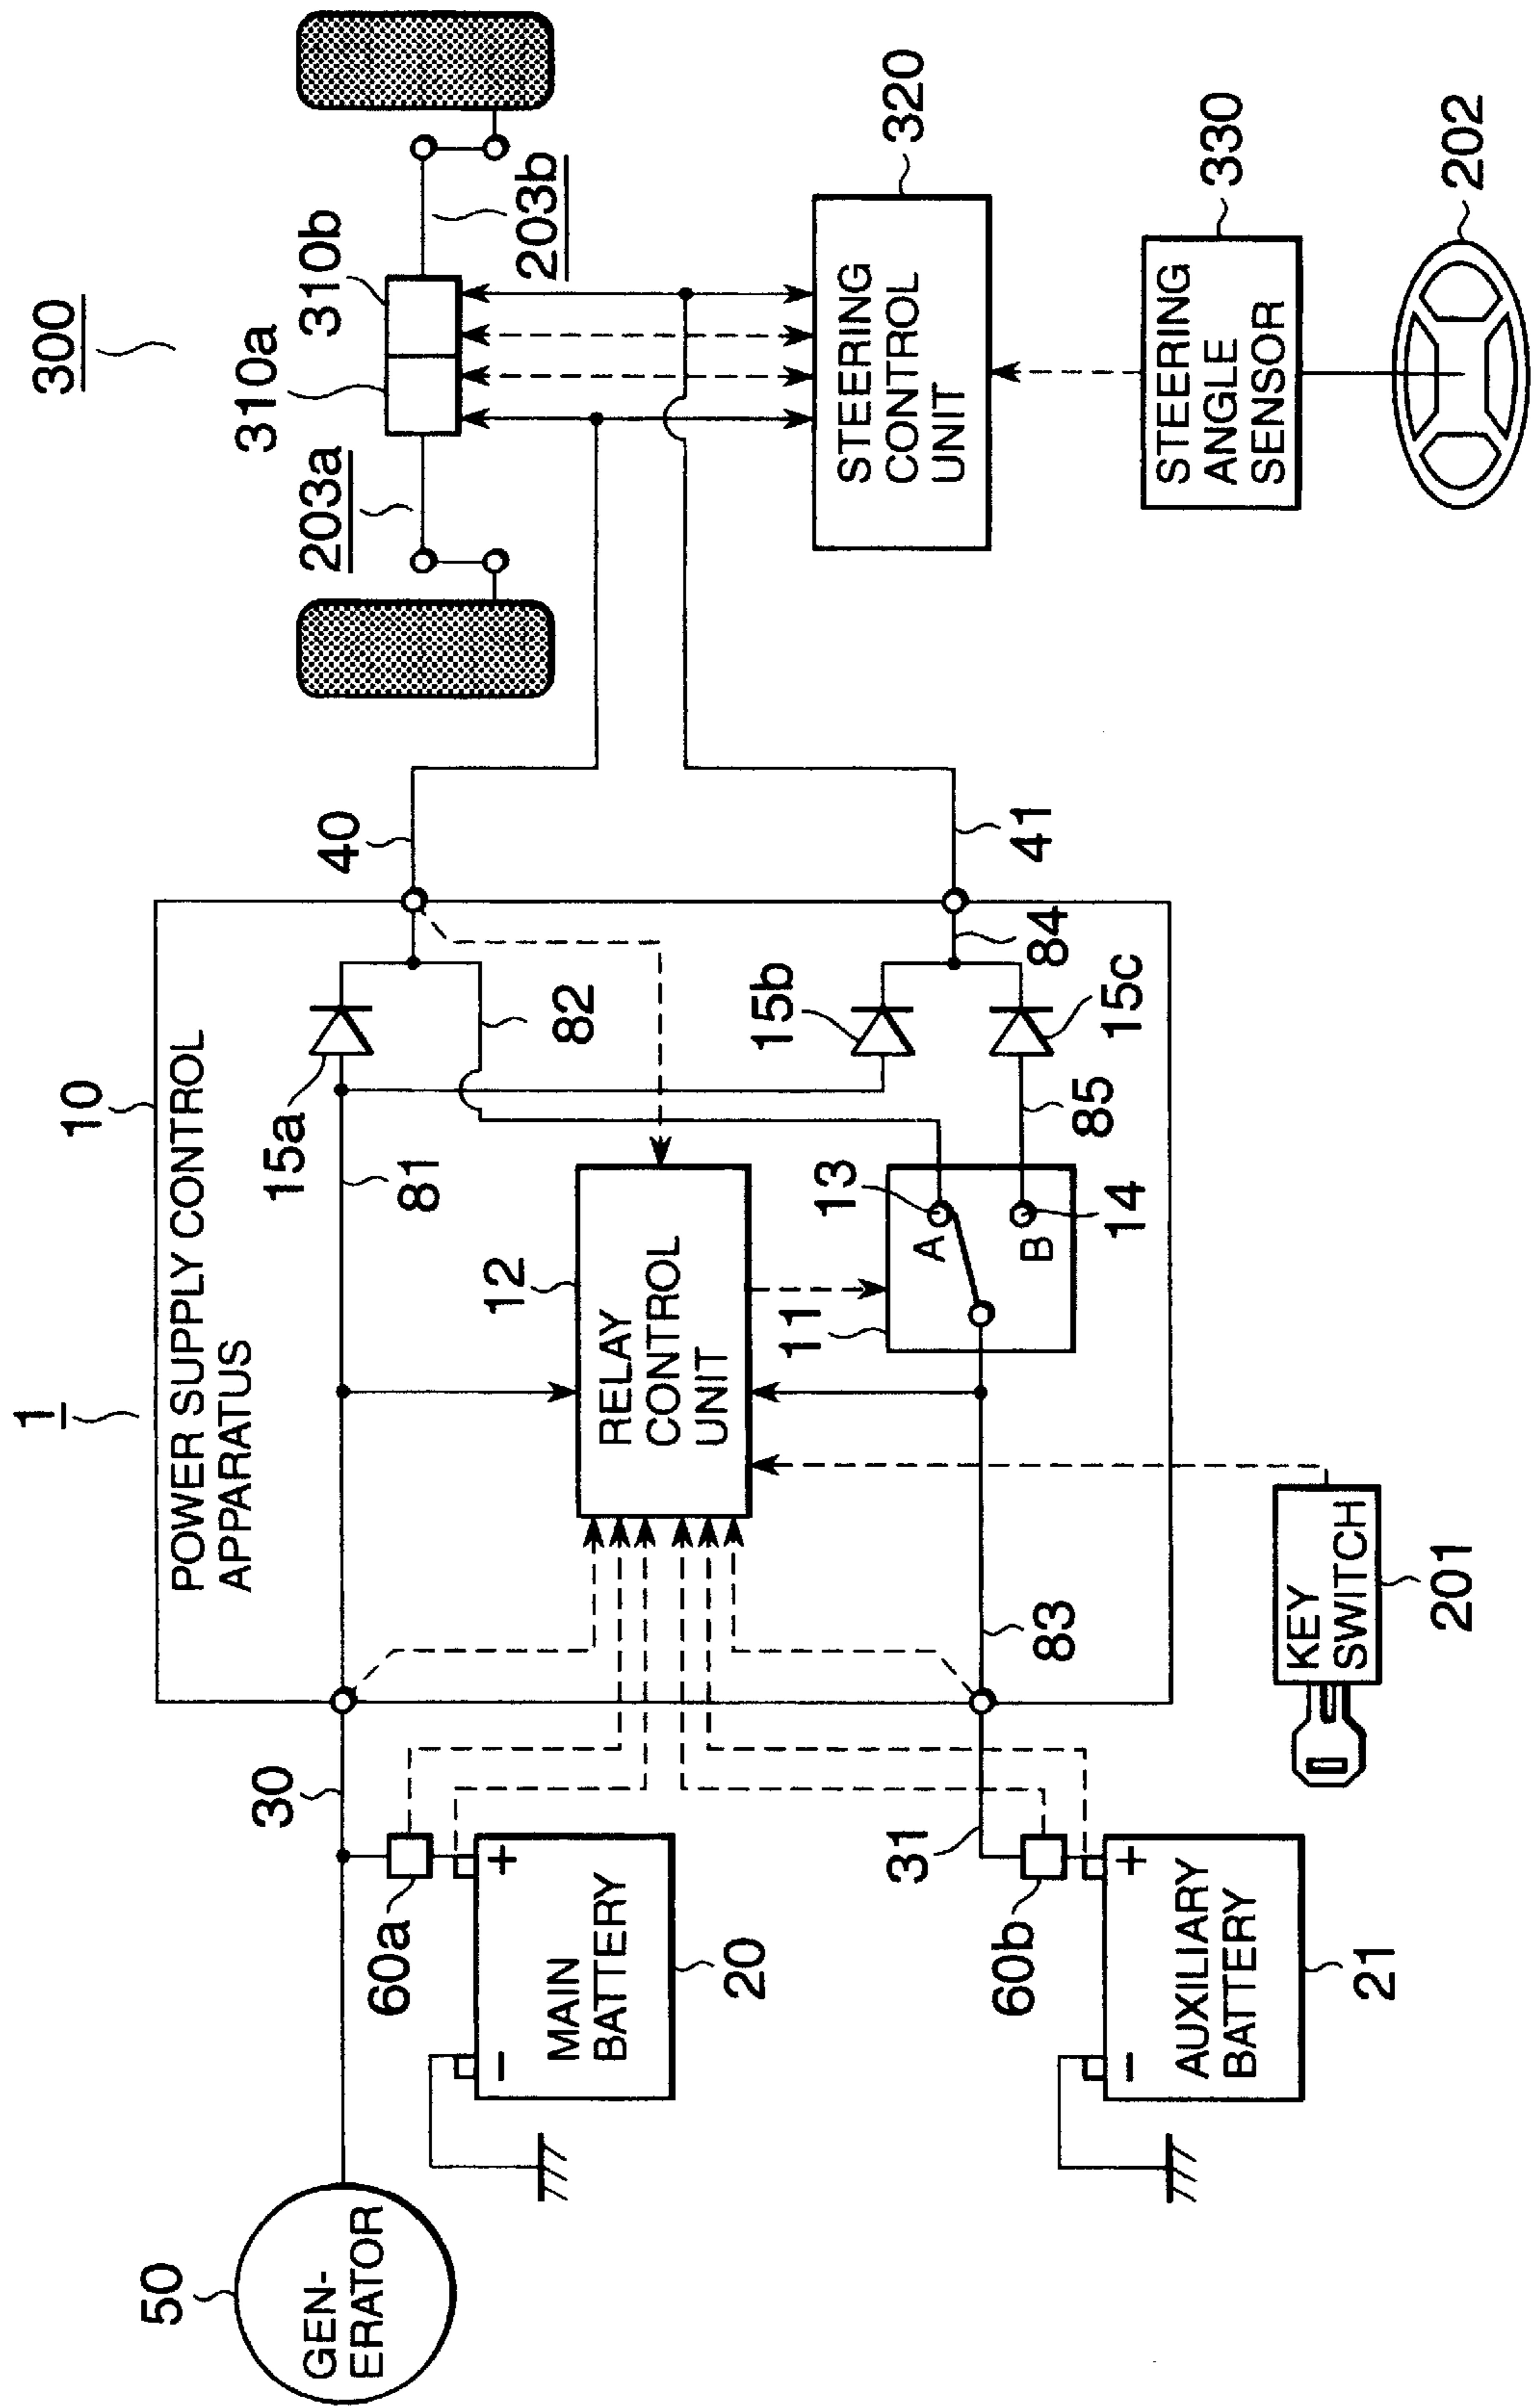 300
1
10
POWER SUPPLY CONTROL
APPARATUS
50
GEN-
ERATOR
30
60a
MAIN
BATTERY
+
−
20
15a
81
12
RELAY
CONTROL
UNIT
82
40
310a
310b
203a
203b
STEERING
CONTROL
UNIT
320
31
60b
AUXILIARY
BATTERY
+
−
21
83
11
A
13
B
14
15b
15c
84
85
41
KEY
SWITCH
201
STEERING
ANGLE
SENSOR
330
202